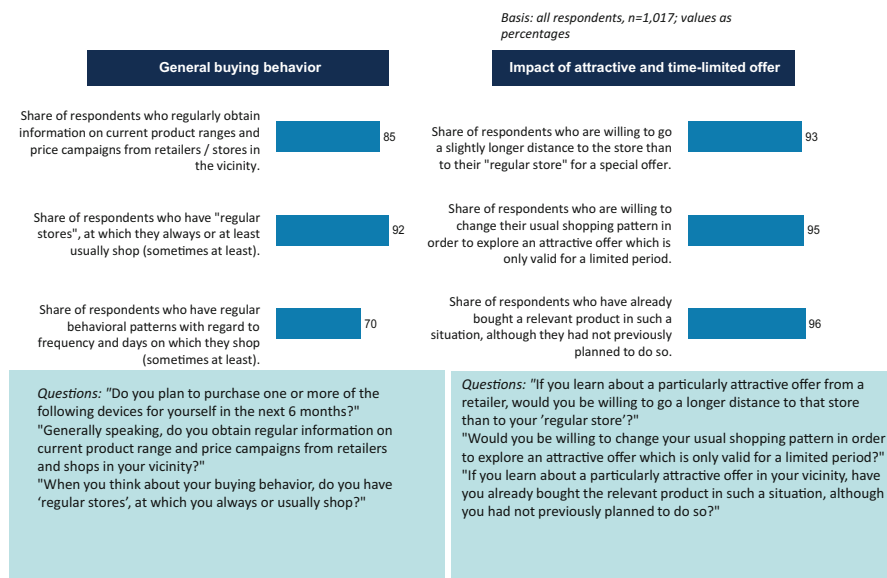 Basis: all respondents, n=1,017; values as
percentages
General buying behavior
Share of respondents who regularly obtain
information on current product ranges and
price campaigns from retailers / stores in
the vicinity.
85
Share of respondents who have "regular
stores", at which they always or at least
usually shop (sometimes at least).
92
Share of respondents who have regular
behavioral patterns with regard to
frequency and days on which they shop
(sometimes at least).
70
Questions: "Do you plan to purchase one or more of the
following devices for yourself in the next 6 months?"
"Generally speaking, do you obtain regular information on
current product range and price campaigns from retailers
and shops in your vicinity?"
"When you think about your buying behavior, do you have
‘regular stores’, at which you always or usually shop?"
Impact of attractive and time-limited offer
Share of respondents who are willing to go
a slightly longer distance to the store than
to their "regular store" for a special offer.
93
Share of respondents who are willing to
change their usual shopping pattern in
order to explore an attractive offer which is
only valid for a limited period.
95
Share of respondents who have already
bought a relevant product in such a
situation, although they had not previously
planned to do so.
96
Questions: "If you learn about a particularly attractive offer from a
retailer, would you be willing to go a longer distance to that store
than to your ’regular store’?"
"Would you be willing to change your usual shopping pattern in order
to explore an attractive offer which is only valid for a limited period?"
"If you learn about a particularly attractive offer in your vicinity, have
you already bought the relevant product in such a situation, although
you had not previously planned to do so?"